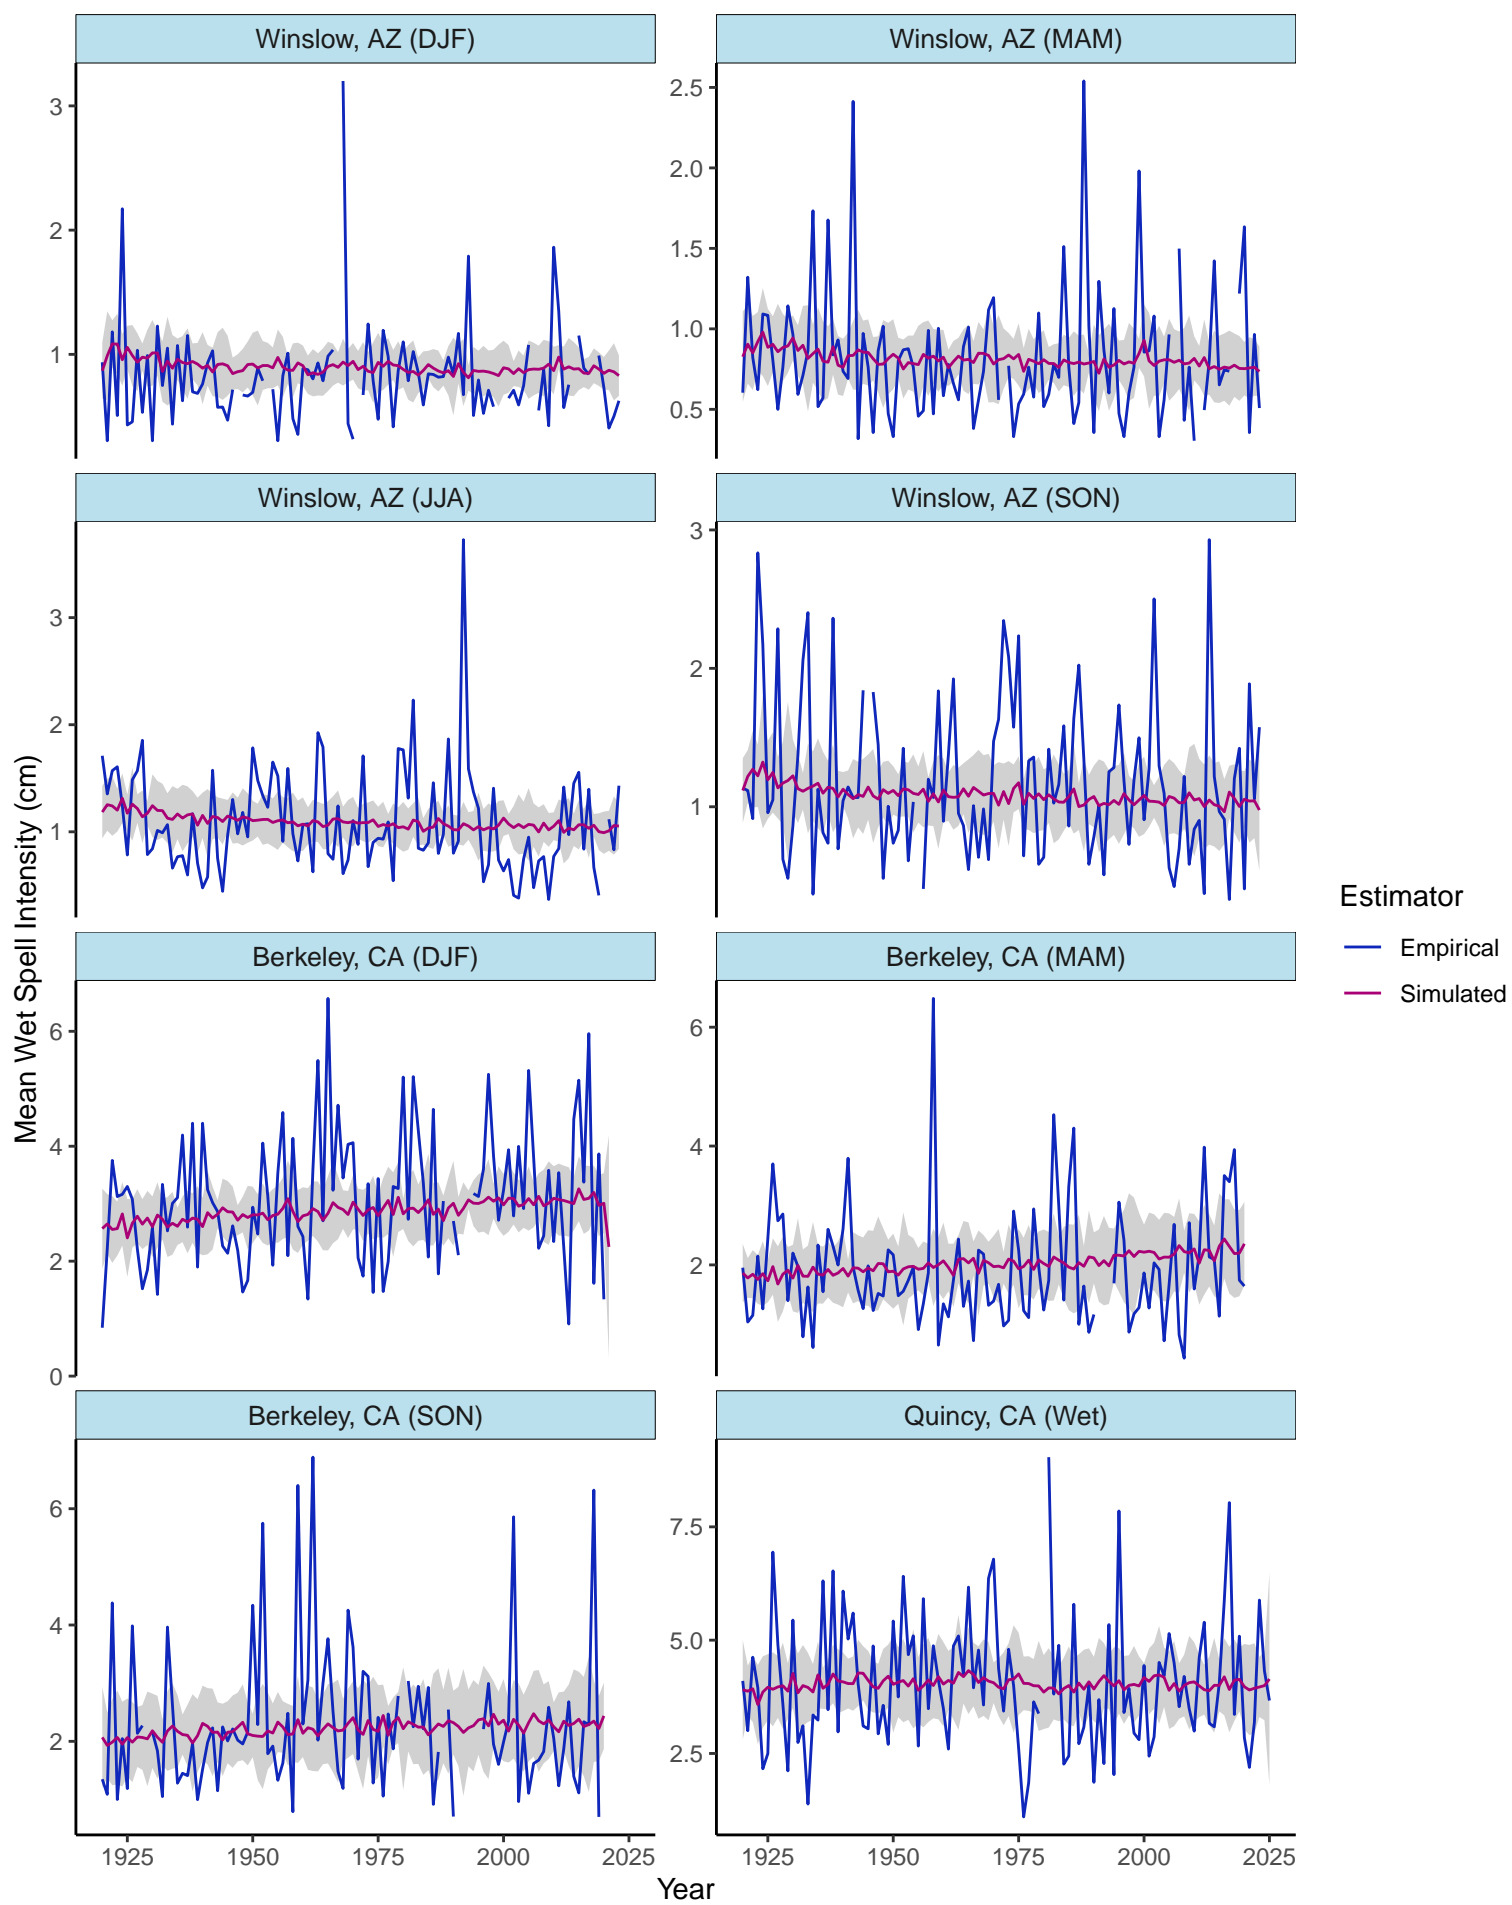 Winslow, AZ (DJF)
Winslow, AZ (MAM)
3
2
1
2.5
2.0
1.5
1.0
0.5
Winslow, AZ (JJA)
Winslow, AZ (SON)
3
2
1
3
2
1
Mean Wet Spell Intensity (cm)
Estimator
Empirical
Simulated
Berkeley, CA (DJF)
Berkeley, CA (MAM)
6
4
2
0
6
4
2
Berkeley, CA (SON)
Quincy, CA (Wet)
6
4
2
7.5
5.0
2.5
1925 1950 1975 2000 2025
1925 1950 1975 2000 2025
Year